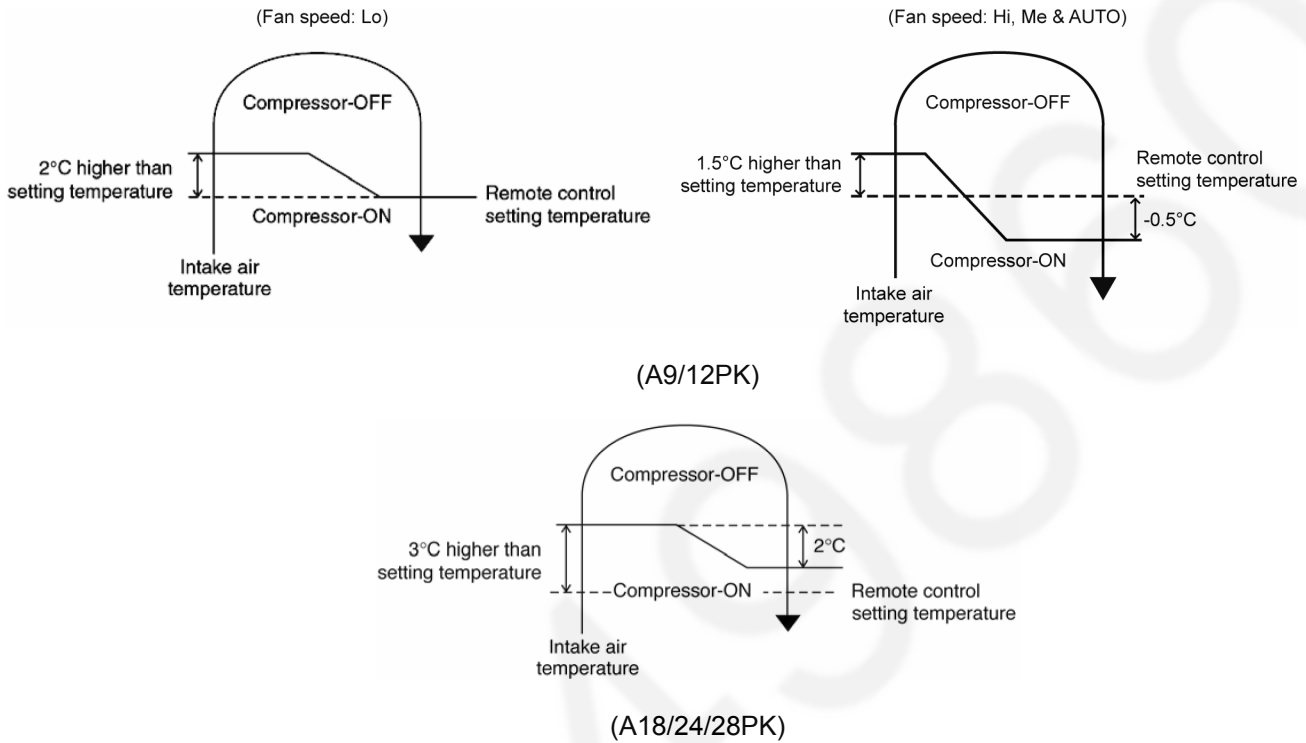 (Fan speed: Lo)
Compressor-OFF
2°C higher than
setting temperature
Compressor-ON
Remote control
setting temperature
Intake air
temperature
(Fan speed: Hi, Me & AUTO)
Compressor-OFF
1.5°C higher than
setting temperature
Remote control
setting temperature
-0.5°C
Compressor-ON
Intake air
temperature
(A9/12PK)
Compressor-OFF
3°C higher than
setting temperature
2°C
Compressor-ON
Remote control
setting temperature
Intake air
temperature
(A18/24/28PK)